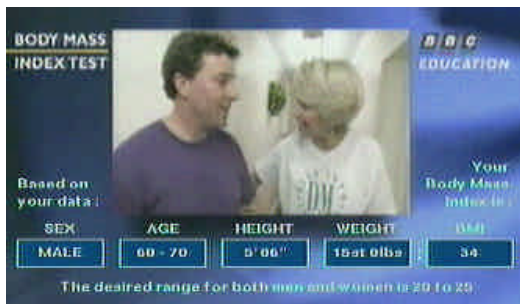 BODY MASS
INDEX TEST
BBC
EDUCATION
Based on
your data :
Your
Body Mass
Index is :
SEX
AGE
HEIGHT
WEIGHT
BMI
MALE
60 - 70
5' 06"
15st 0lbs
34
The desired range for both men and women is 20 to 25